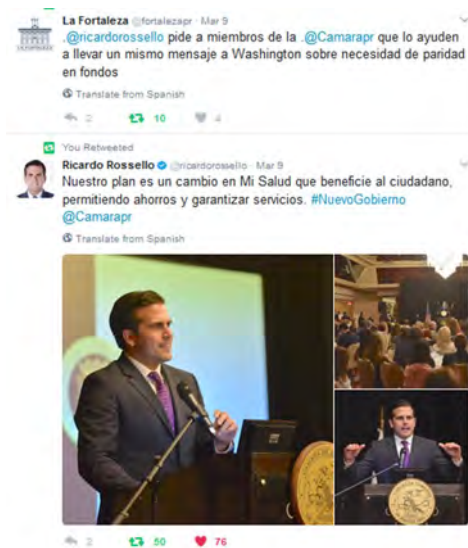 La Fortaleza @fortalezapr · Mar 9
.@ricardorossello pide a miembros de la .@Camarapr que lo ayuden
a llevar un mismo mensaje a Washington sobre necesidad de paridad
en fondos
Translate from Spanish
2 10 4
You Retweeted
Ricardo Rossello @ricardorossello · Mar 9
Nuestro plan es un cambio en Mi Salud que beneficie al ciudadano,
permitiendo ahorros y garantizar servicios. #NuevoGobierno
@Camarapr
Translate from Spanish
2 50 76